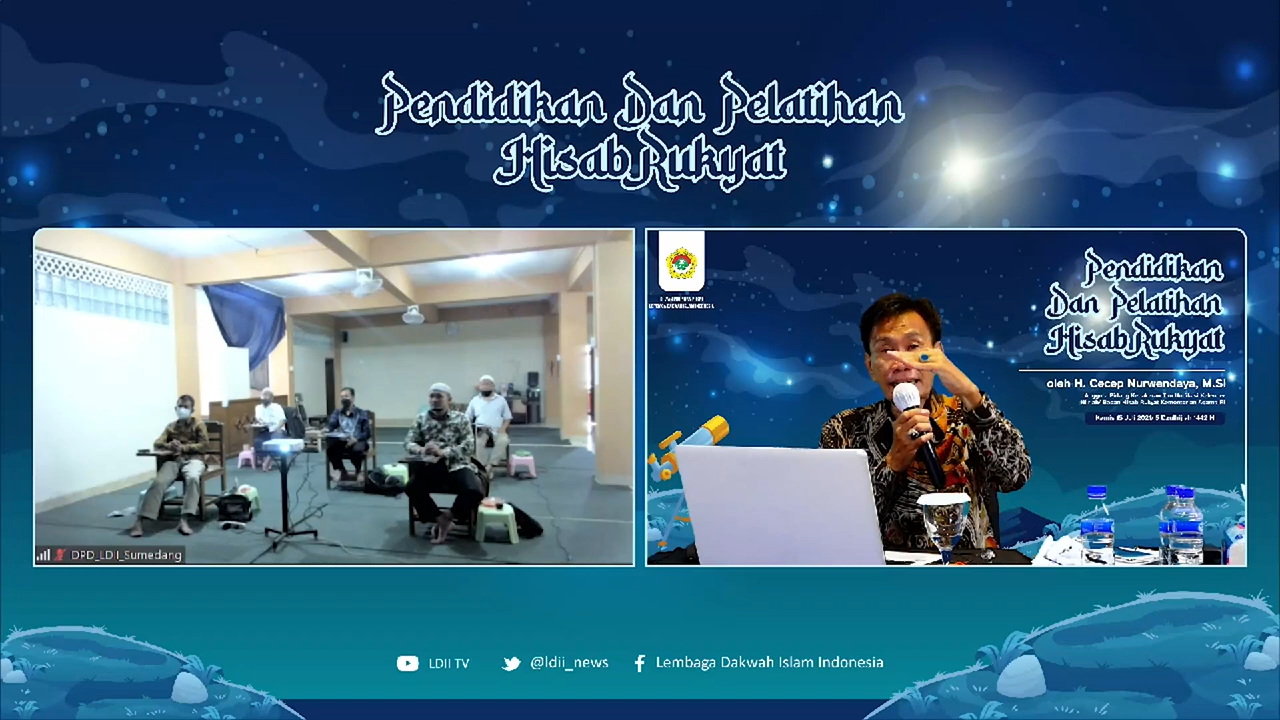 Pendidikan Dan Pelatihan
Hisab Rukyat
DPD_LDII_Sumedang
Pendidikan
Dan Pelatihan
Hisab Rukyat
oleh H. Cecep Nurwendaya, M.Si
LDII TV
@ldii_news
Lembaga Dakwah Islam Indonesia